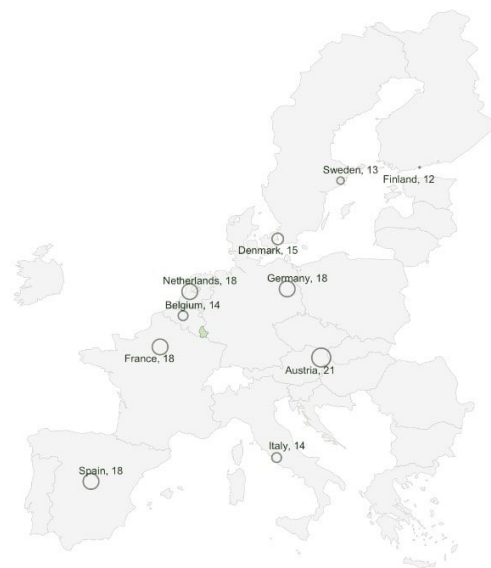 Sweden, 13
Finland, 12
Denmark, 15
Netherlands, 18
Germany, 18
Belgium, 14
France, 18
Austria, 21
Italy, 14
Spain, 18